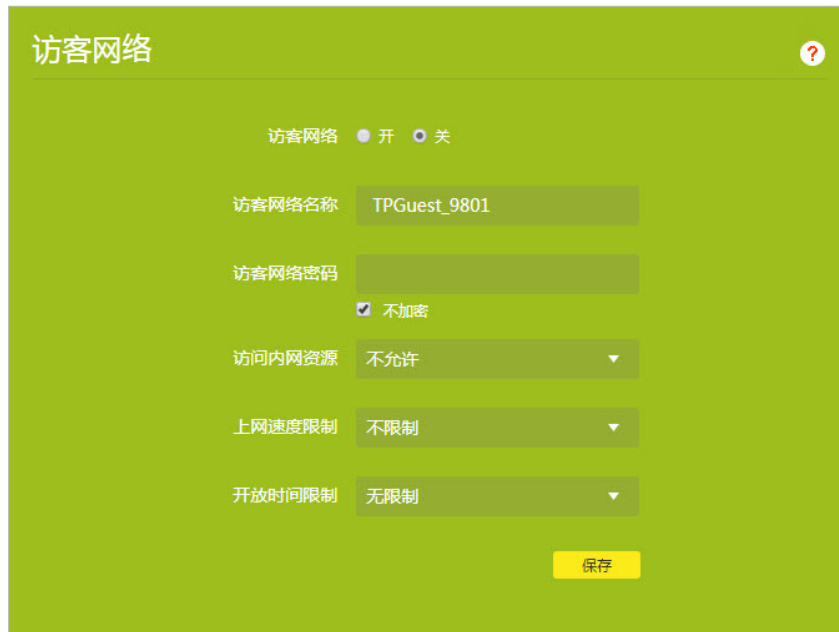 访客网络
?
访客网络 开 关
访客网络名称 TPGuest_9801
访客网络密码
不加密
访问内网资源 不允许
上网速度限制 不限制
开放时间限制 无限制
保存